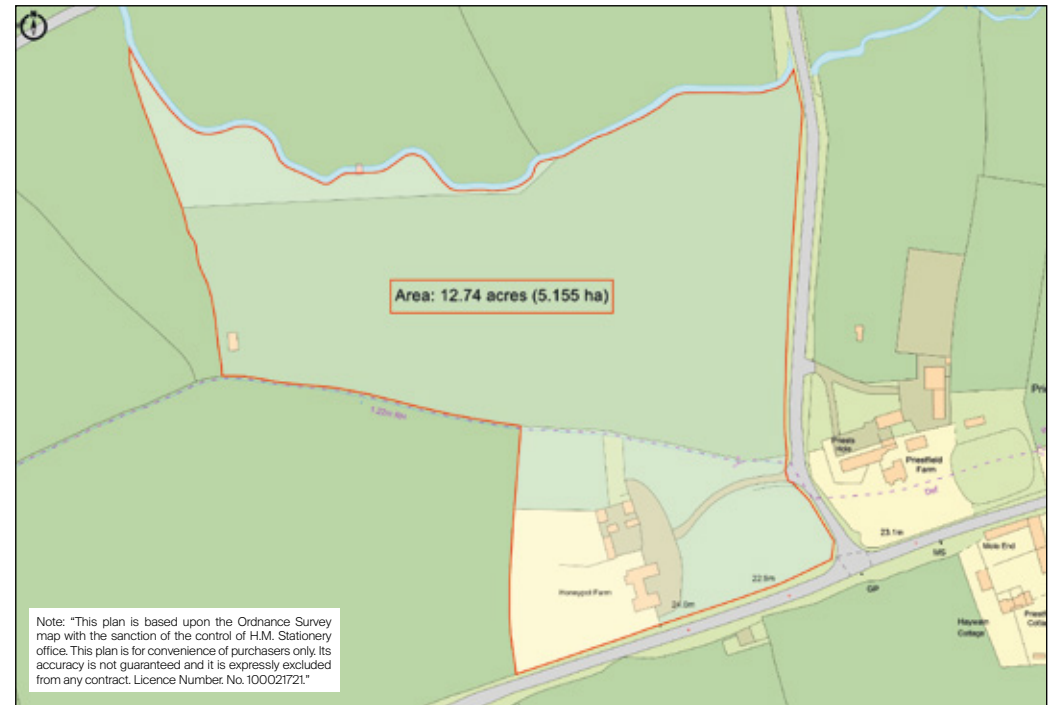 Area: 12.74 acres (5.155 ha)
1.22m RH
Priests
Hole
Priestfield
Farm
Def
23.1m
MS
Mole End
22.9m
GP
Honeypot Farm
24.0m
Haywain
Cottage
Note: “This plan is based upon the Ordnance Survey
map with the sanction of the control of H.M. Stationery
office. This plan is for convenience of purchasers only. Its
accuracy is not guaranteed and it is expressly excluded
from any contract. Licence Number. No. 100021721.”